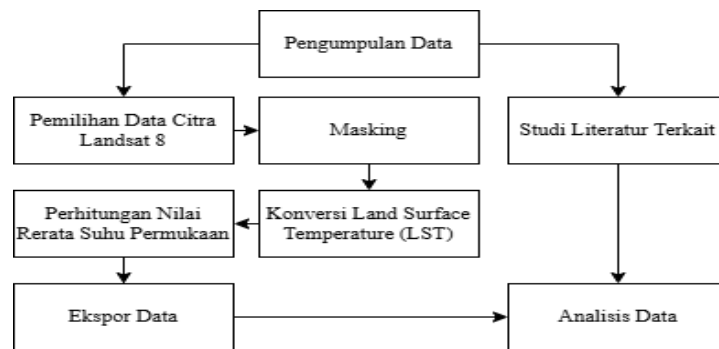 Pengumpulan Data
Pemilihan Data Citra
Landsat 8
Masking
Studi Literatur Terkait
Perhitungan Nilai
Rerata Suhu Permukaan
Konversi Land Surface
Temperature (LST)
Ekspor Data
Analisis Data